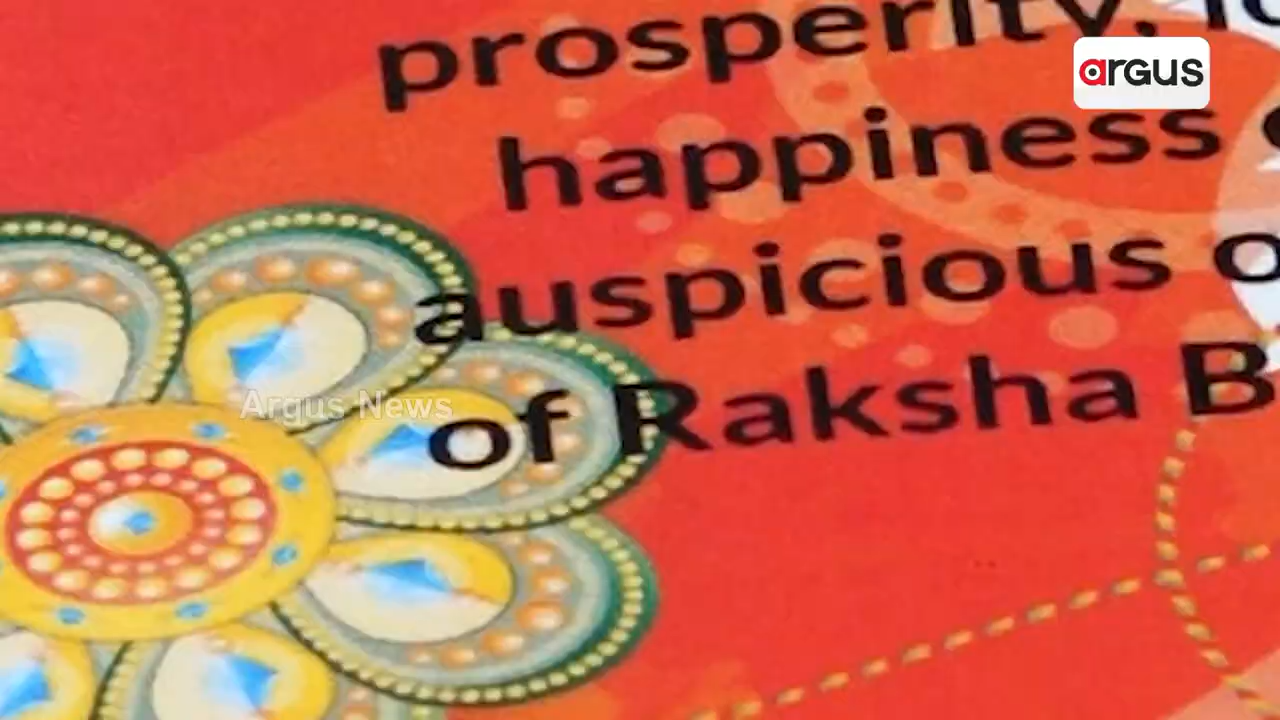 prosperity,
argus
happiness
auspicious
of Raksha
Argus News